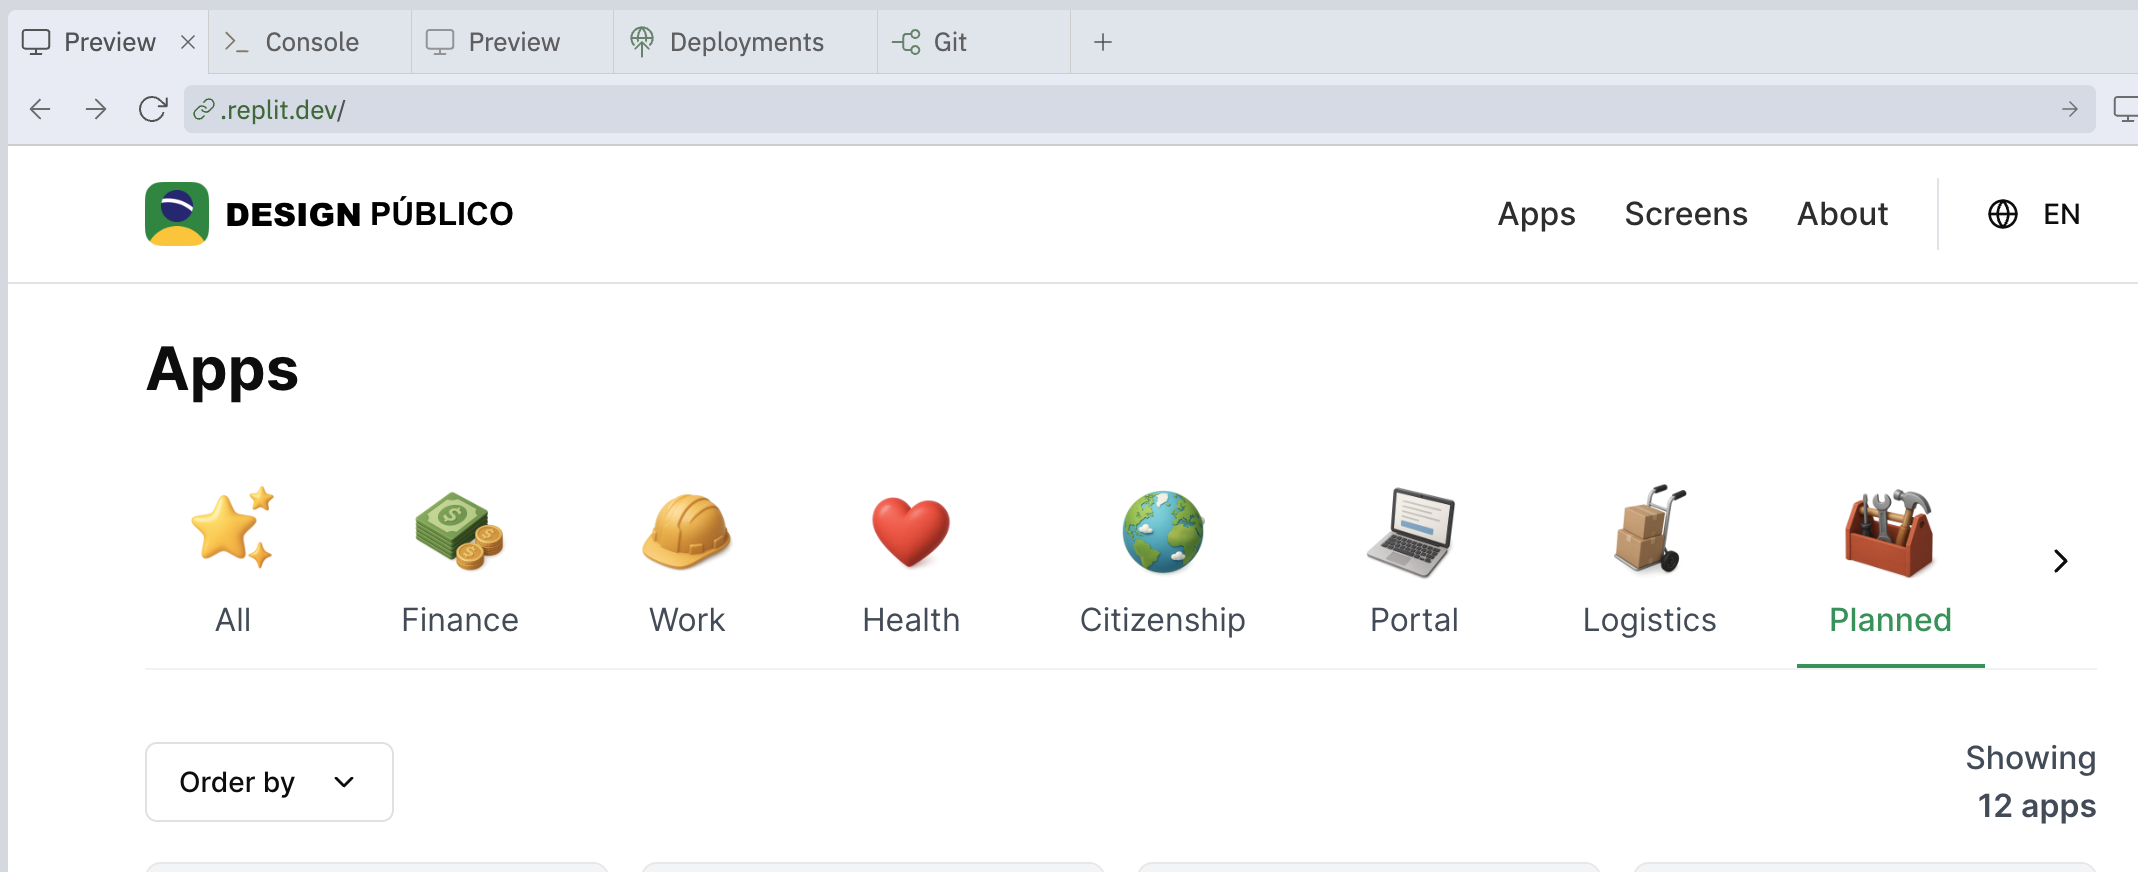 Preview Console Preview Deployments Git
.replit.dev/
DESIGN PÚBLICO Apps Screens About EN
Apps
All Finance Work Health Citizenship Portal Logistics Planned
Order by Showing
12 apps